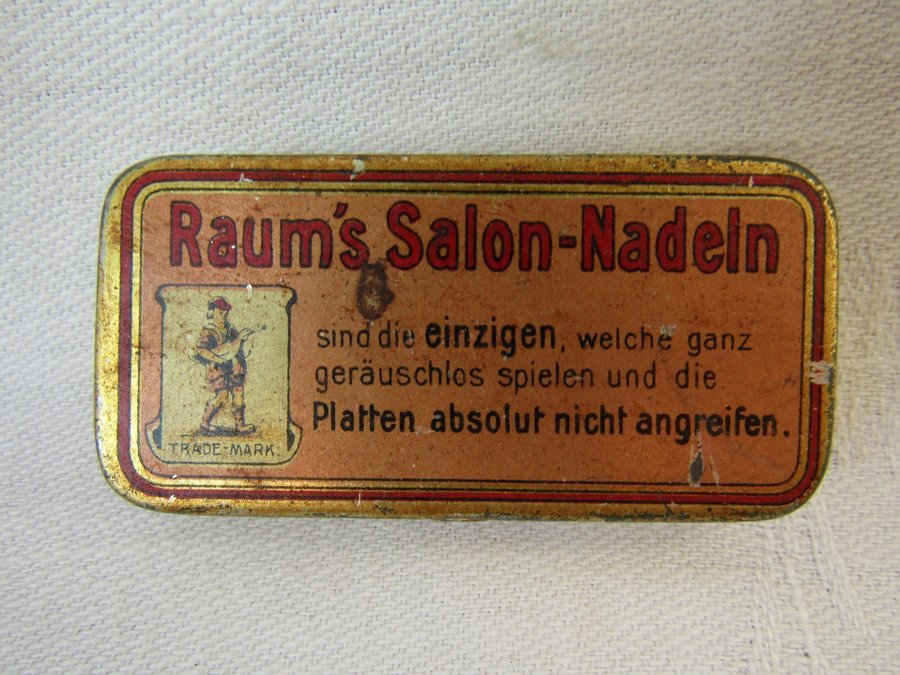 Raum's Salon-Nadeln
sind die einzigen, welche ganz
geräuschlos spielen und die
Platten absolut nicht angreifen.
TRADE-MARK.